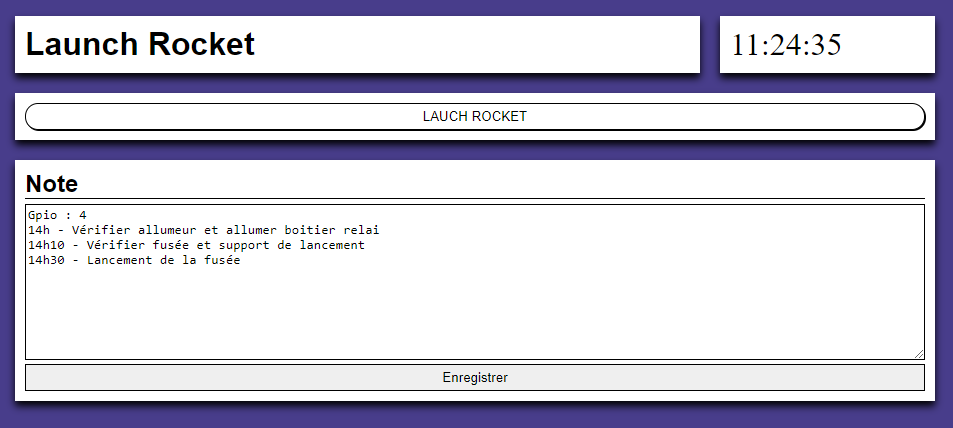 Launch Rocket
11:24:35
LAUCH ROCKET
Note
Gpio : 4
14h - Vérifier allumeur et allumer boitier relai
14h10 - Vérifier fusée et support de lancement
14h30 - Lancement de la fusée
Enregistrer